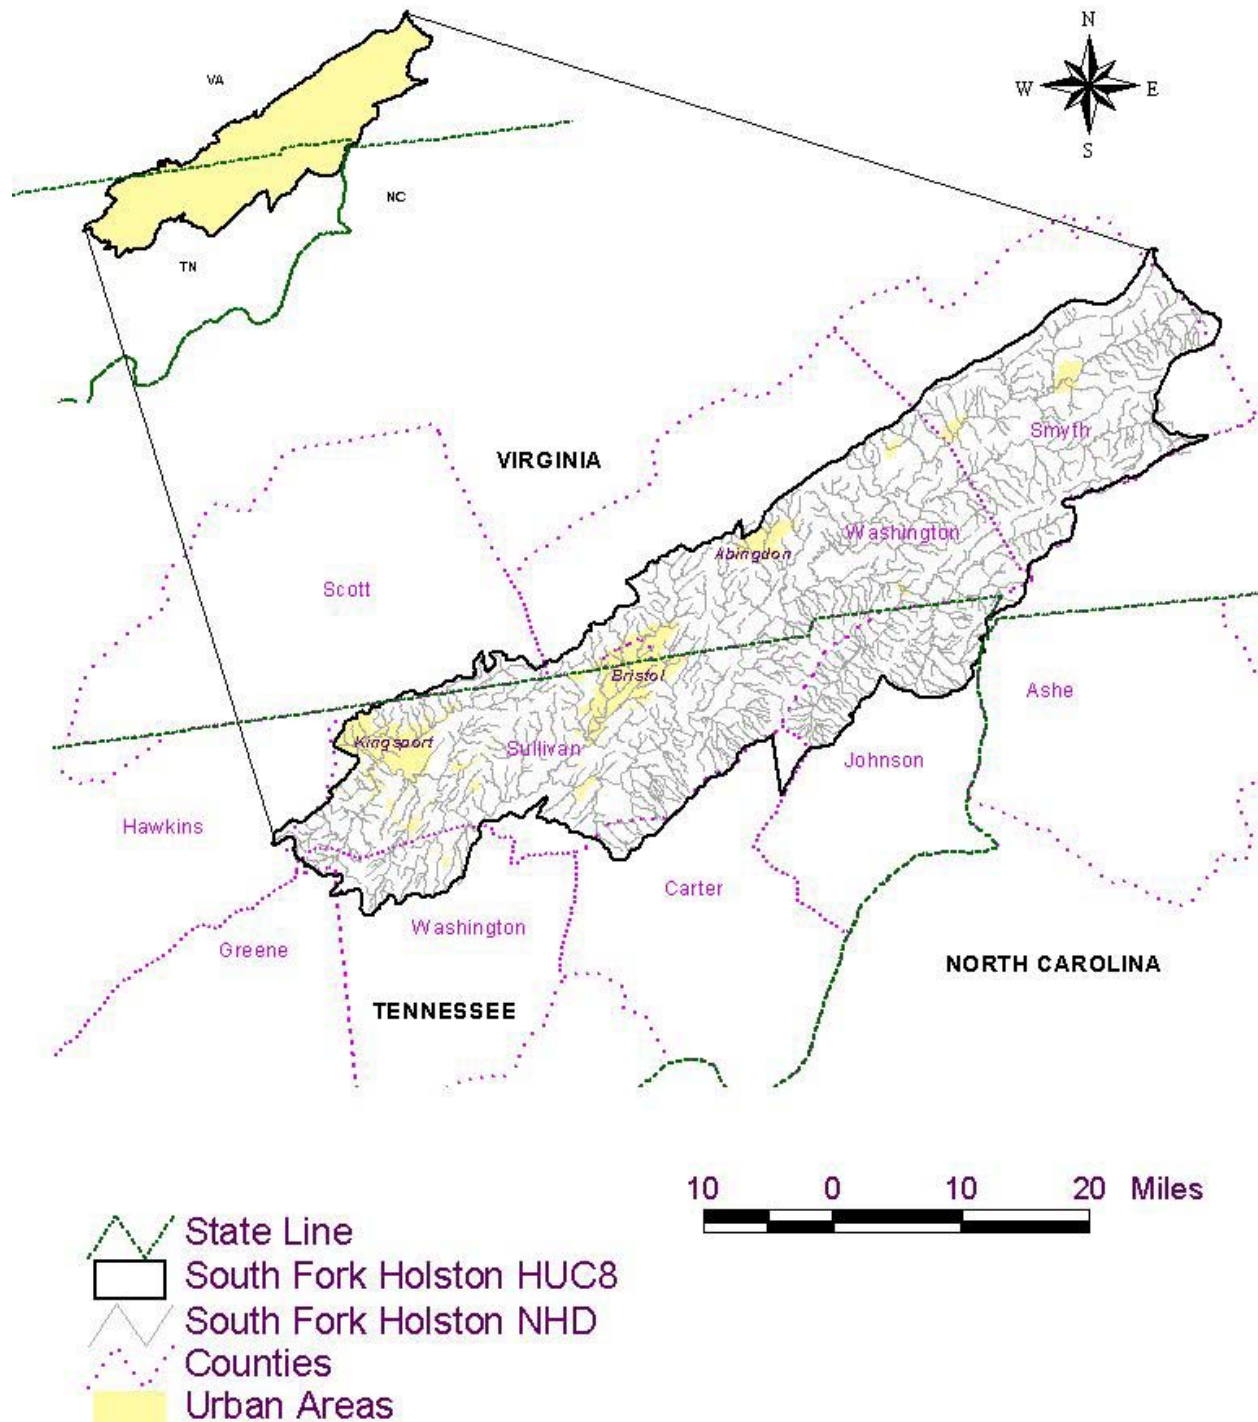 N
VA
W E
S
NC
TN
Smyth
VIRGINIA
Washington
Abingdon
Scott
Bristol
Ashe
Kingsport
Sullivan
Johnson
Hawkins
Carter
Washington
Greene
NORTH CAROLINA
TENNESSEE
10 0 10 20 Miles
State Line
South Fork Holston HUC8
South Fork Holston NHD
Counties
Urban Areas